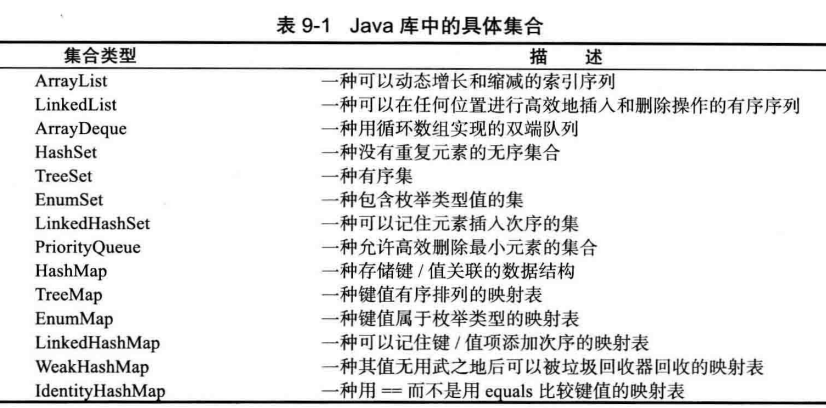 表 9-1 Java 库中的具体集合
集合类型 描 述
ArrayList 一种可以动态增长和缩减的索引序列
LinkedList 一种可以在任何位置进行高效地插入和删除操作的有序序列
ArrayDeque 一种用循环数组实现的双端队列
HashSet 一种没有重复元素的无序集合
TreeSet 一种有序集
EnumSet 一种包含枚举类型值的集
LinkedHashSet 一种可以记住元素插入次序的集
PriorityQueue 一种允许高效删除最小元素的集合
HashMap 一种存储键 / 值关联的数据结构
TreeMap 一种键值有序排列的映射表
EnumMap 一种键值属于枚举类型的映射表
LinkedHashMap 一种可以记住键 / 值项添加次序的映射表
WeakHashMap 一种其值无用武之地后可以被垃圾回收器回收的映射表
IdentityHashMap 一种用 == 而不是用 equals 比较键值的映射表